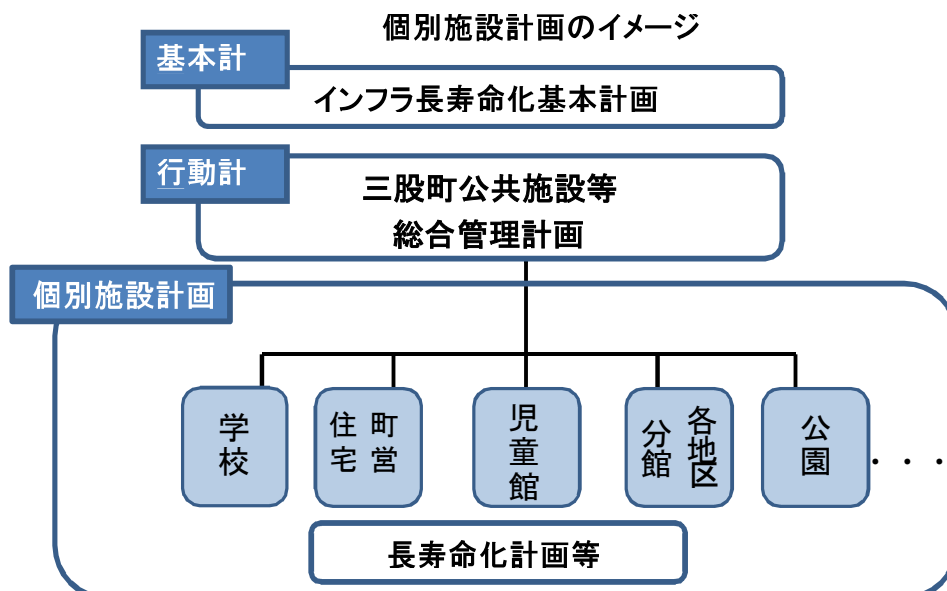 個別施設計画のイメージ
基本計
インフラ長寿命化基本計画
行動計
三股町公共施設等
総合管理計画
個別施設計画
学校
町営
住宅
児童館
各地区
分館
公園
・・・
長寿命化計画等